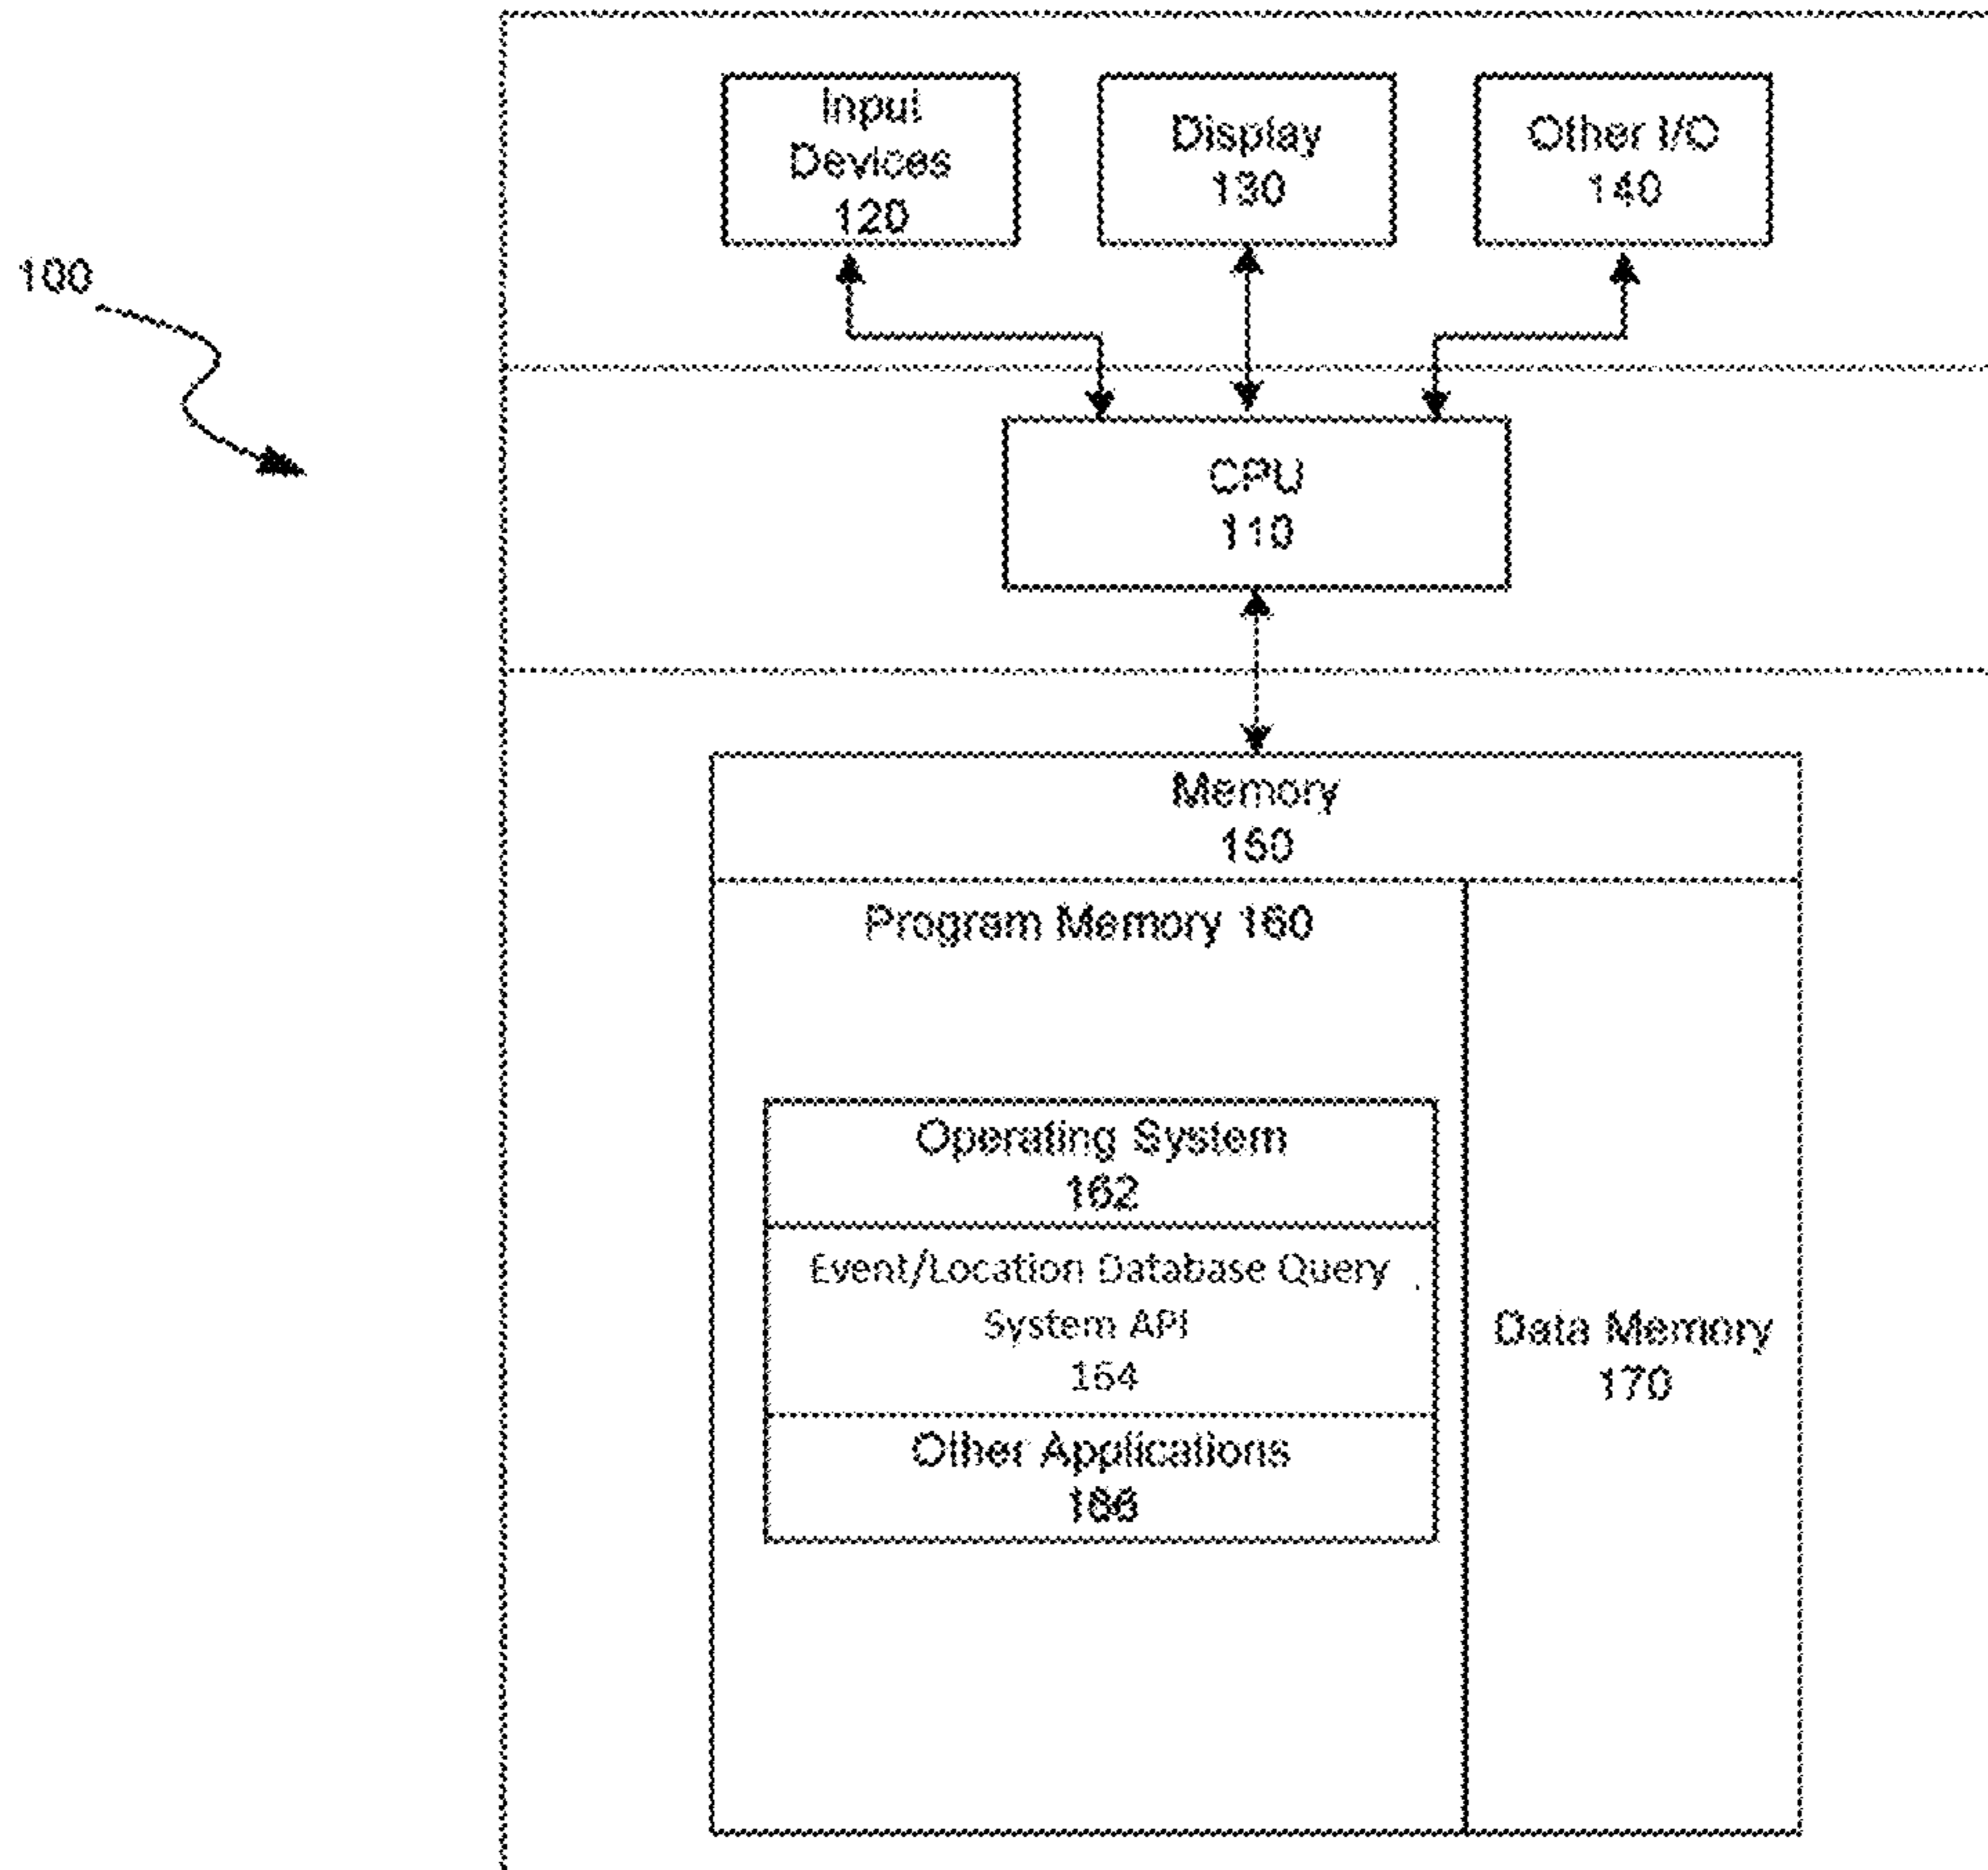 Input
Devices
120
Display
130
Other I/O
140
100
CPU
110
Memory
150
Program Memory 160
Operating System
162
Event/Location Database Query
System API
164
Other Applications
166
Data Memory
170